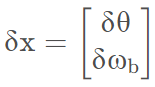 δx = [ δθ
δω_b ]